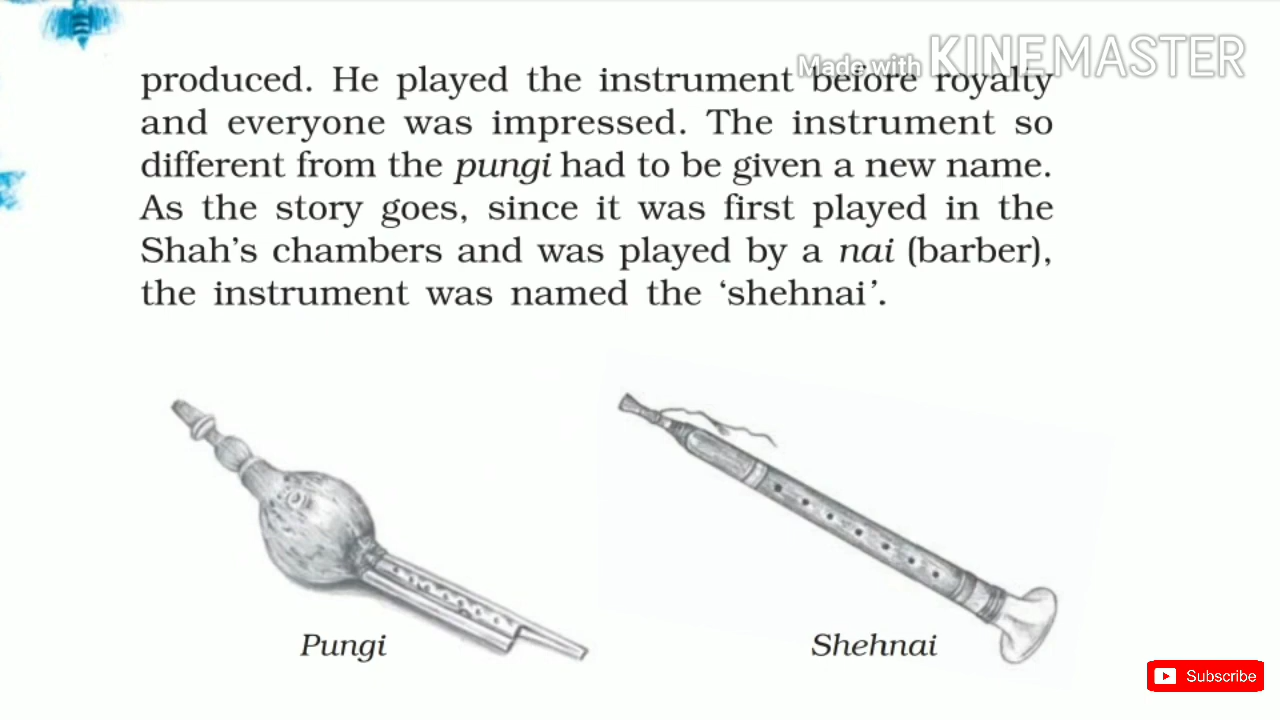 Made with KINEMASTER
produced. He played the instrument before royalty
and everyone was impressed. The instrument so
different from the pungi had to be given a new name.
As the story goes, since it was first played in the
Shah’s chambers and was played by a nai (barber),
the instrument was named the ‘shehnai’.
Pungi
Shehnai
Subscribe